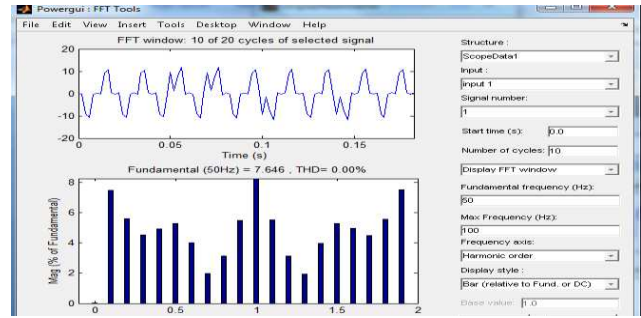 Powergui : FFT Tools
File Edit View Insert Tools Desktop Window Help
FFT window: 10 of 20 cycles of selected signal
20
10
0
-10
-20
0 0.05 0.1 0.15
Time (s)
Fundamental (50Hz) = 7.646 , THD= 0.00%
Mag (% of Fundamental)
8
6
4
2
0
0 0.5 1 1.5 2
Structure :
ScopeData1
Input :
input 1
Signal number:
1
Start time (s): 0.0
Number of cycles: 10
Display FFT window
Fundamental frequency (Hz):
50
Max Frequency (Hz):
100
Frequency axis:
Harmonic order
Display style :
Bar (relative to Fund. or DC)
Base value: 1.0